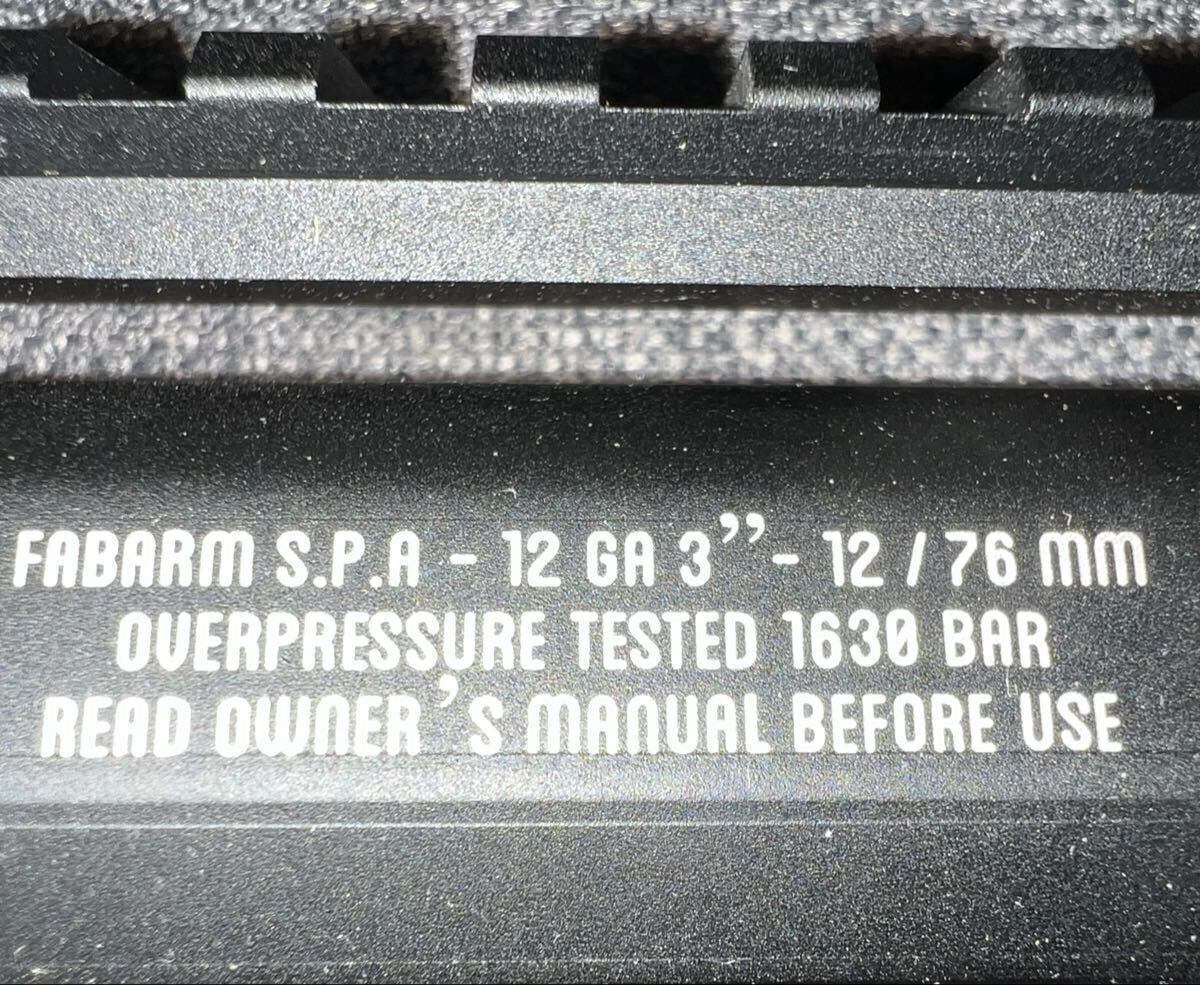 FABARM S.P.A - 12 GA 3” - 12 / 76 MM
OVERPRESSURE TESTED 1630 BAR
READ OWNER’S MANUAL BEFORE USE